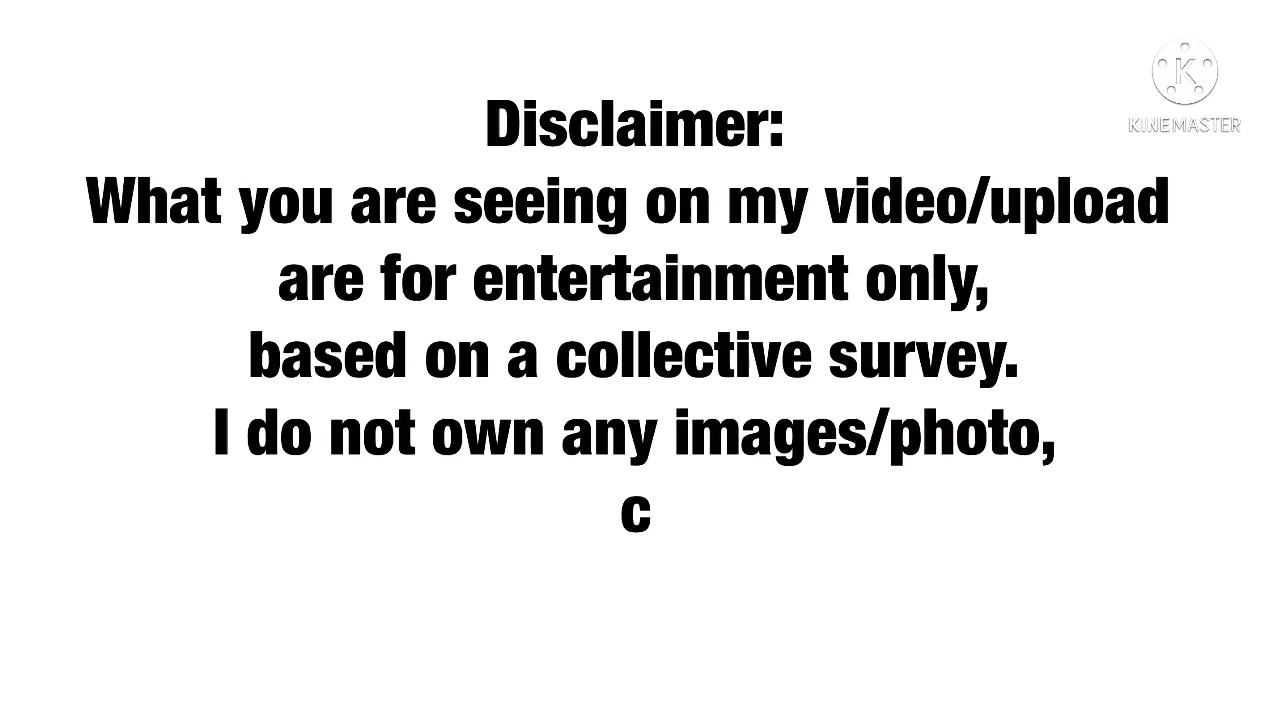 K
KINEMASTER
Disclaimer:
What you are seeing on my video/upload
are for entertainment only,
based on a collective survey.
I do not own any images/photo,
c